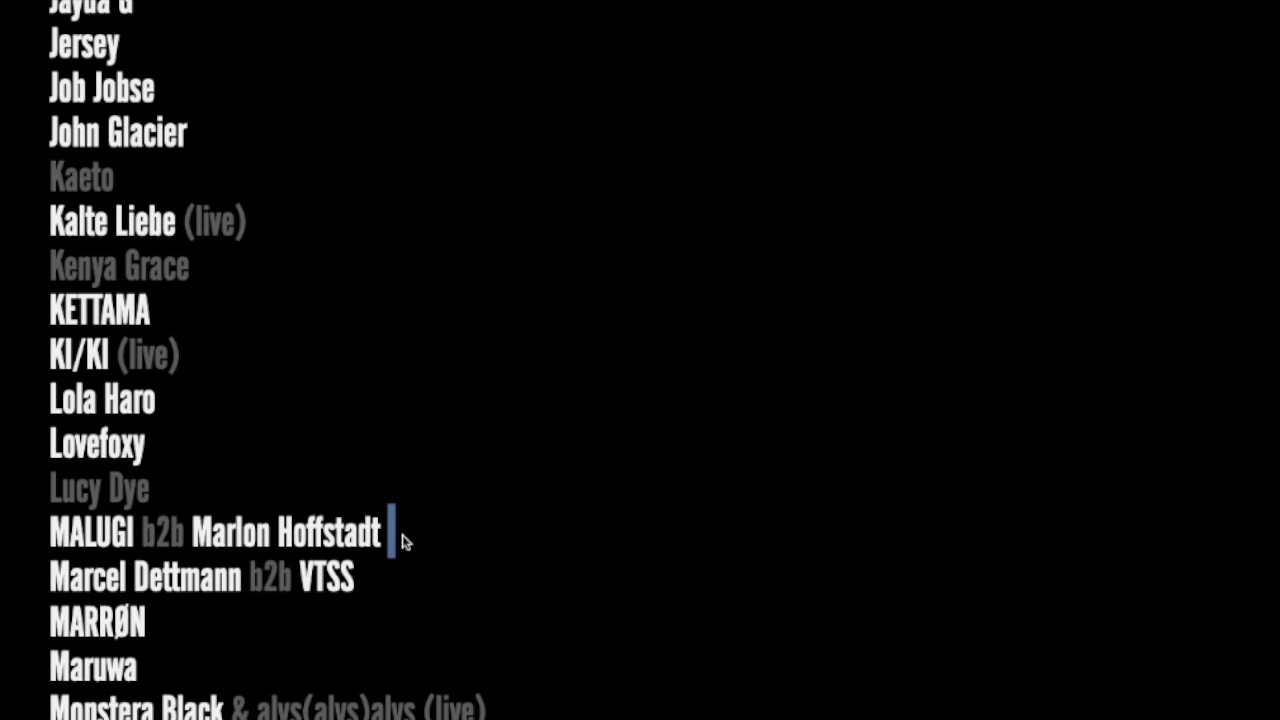 Jayda G
Jersey
Job Jobse
John Glacier
Kaeto
Kalte Liebe (live)
Kenya Grace
KETTAMA
KI/KI (live)
Lola Haro
Lovefoxy
Lucy Dye
MALUGI b2b Marlon Hoffstadt
Marcel Dettmann b2b VTSS
MARRØN
Maruwa
Monstera Black & alys(alys)alys (live)